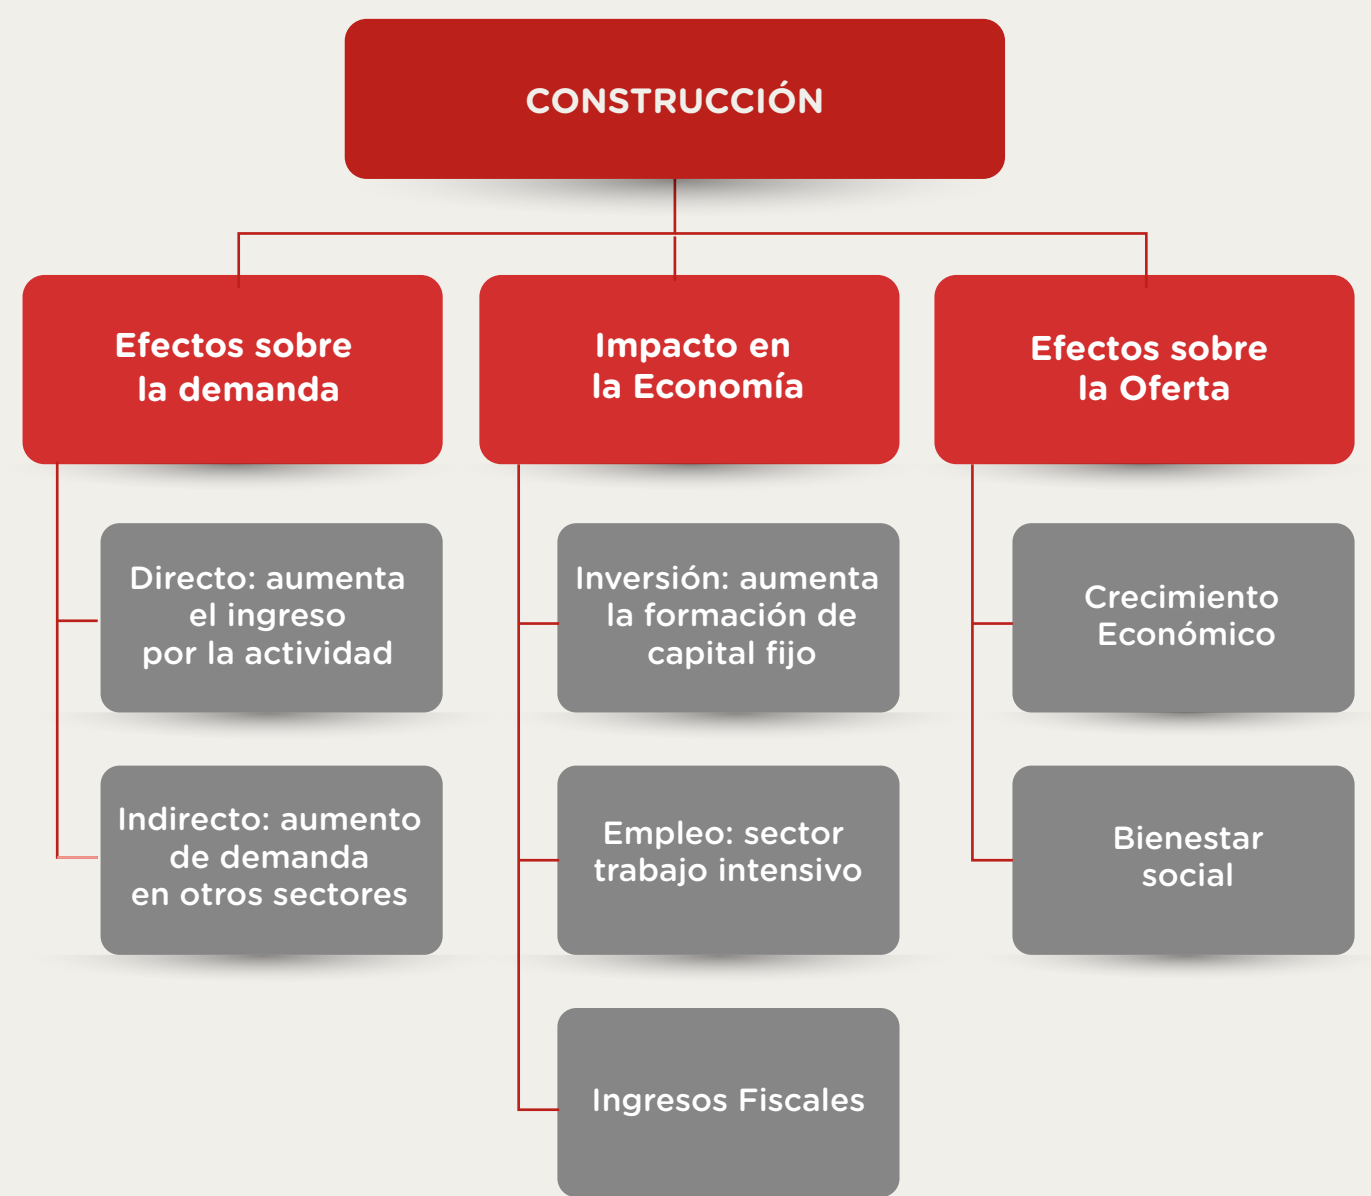 CONSTRUCCIÓN
Efectos sobre
la demanda
Directo: aumenta
el ingreso
por la actividad
Indirecto: aumento
de demanda
en otros sectores
Impacto en
la Economía
Inversión: aumenta
la formación de
capital fijo
Empleo: sector
trabajo intensivo
Ingresos Fiscales
Efectos sobre
la Oferta
Crecimiento
Económico
Bienestar
social